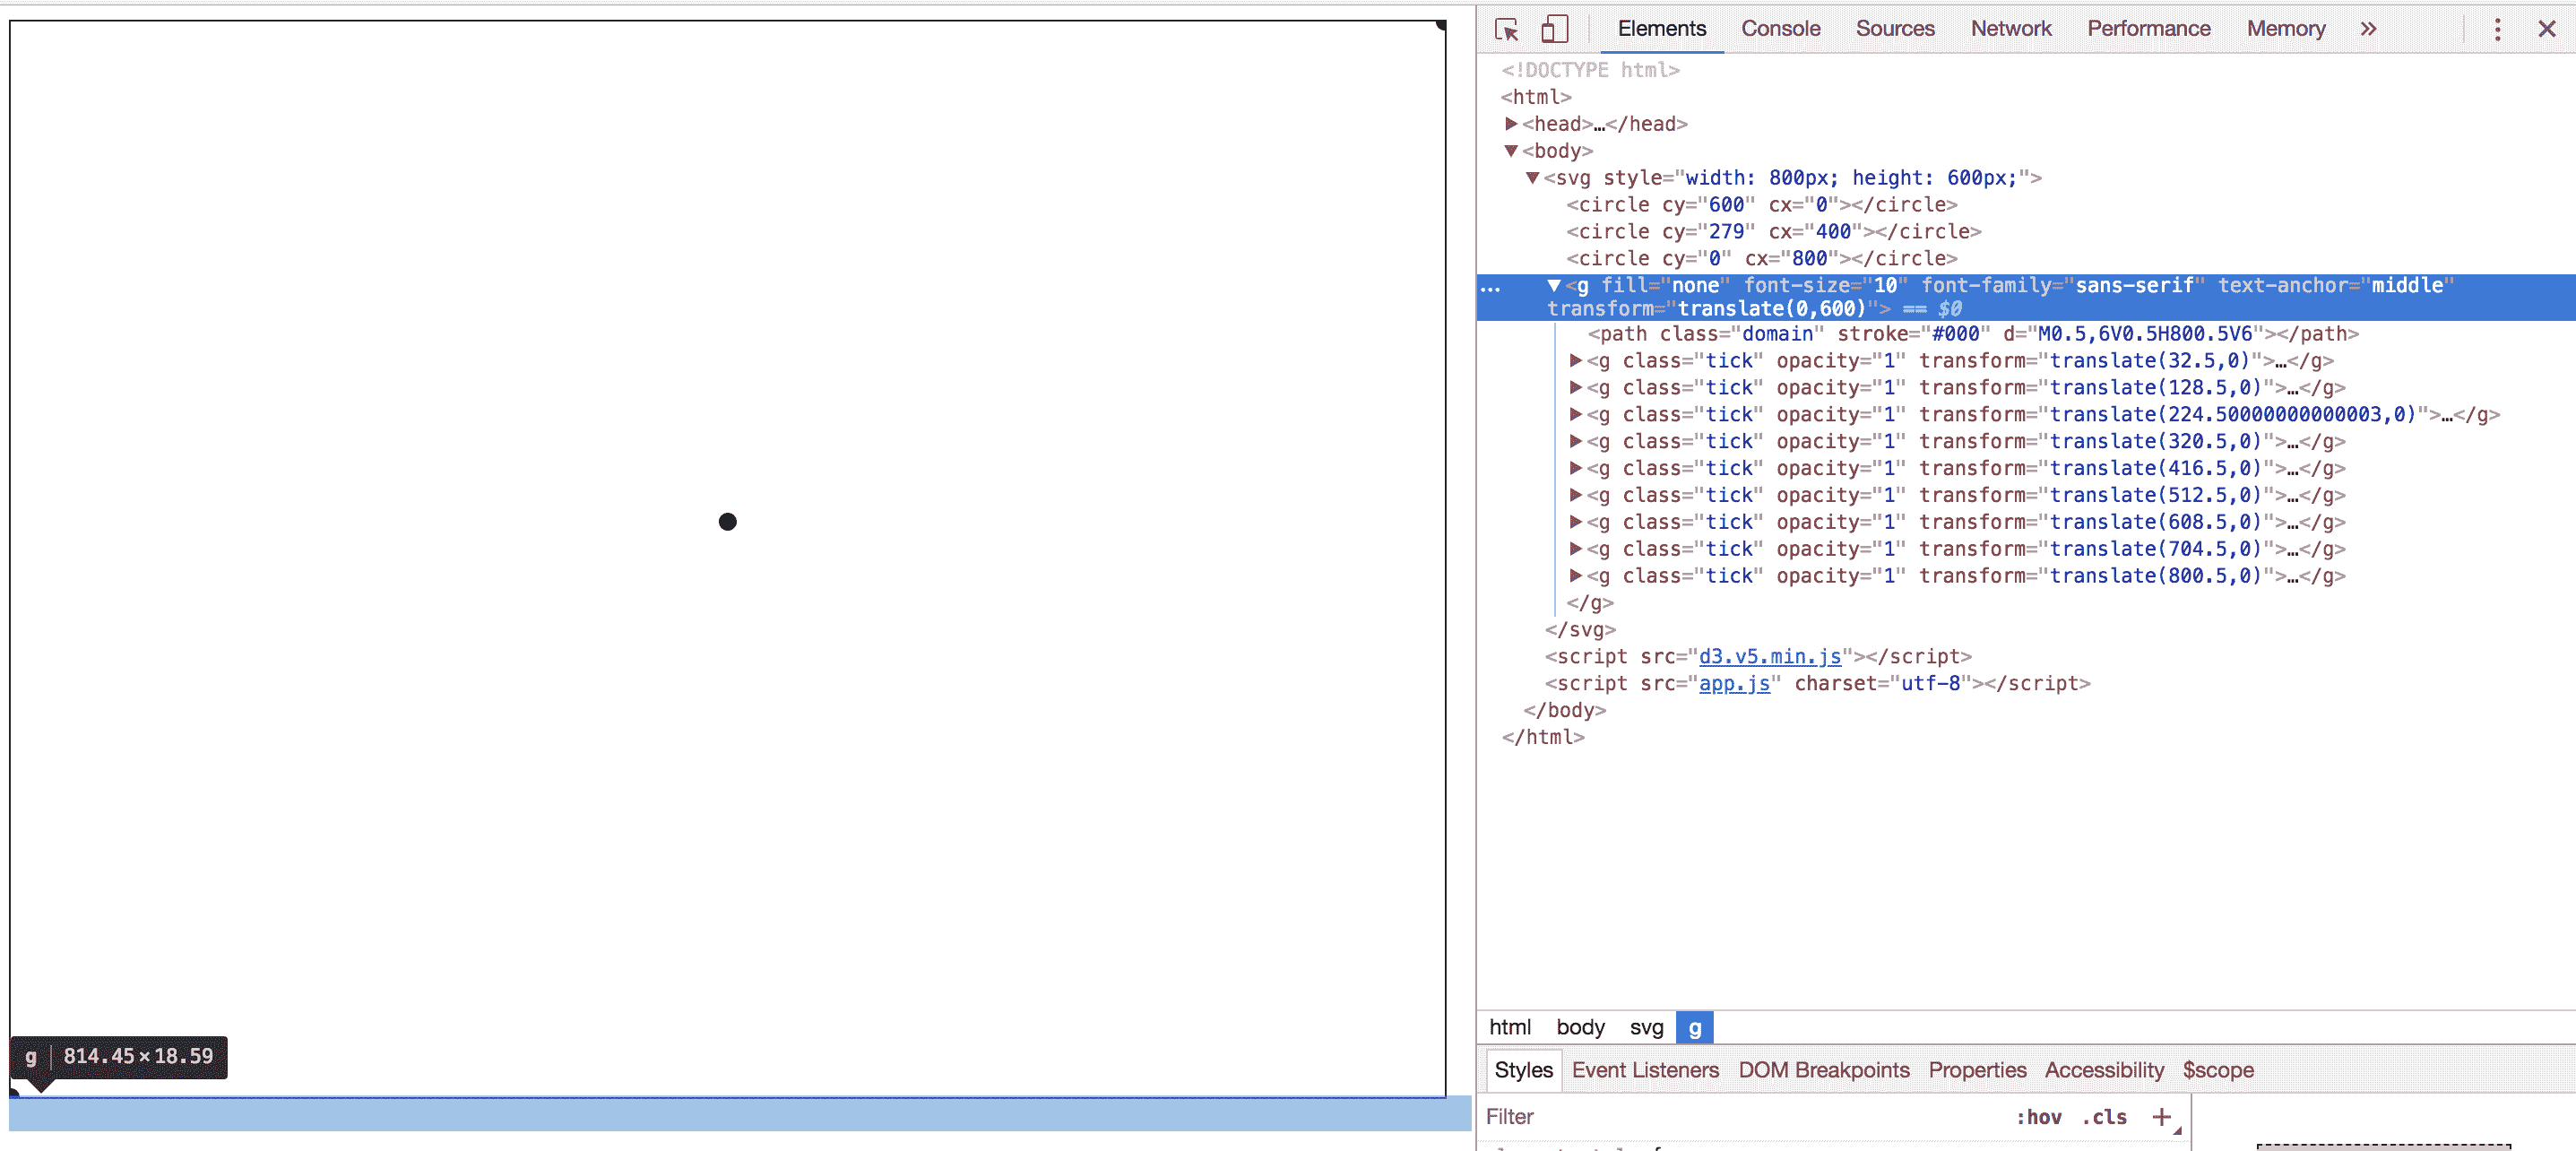 Elements Console Sources Network Performance Memory »
<!DOCTYPE html>
<html>
▶<head>…</head>
▼<body>
▼<svg style="width: 800px; height: 600px;">
<circle cy="600" cx="0"></circle>
<circle cy="279" cx="400"></circle>
<circle cy="0" cx="800"></circle>
… ▼<g fill="none" font-size="10" font-family="sans-serif" text-anchor="middle"
transform="translate(0,600)"> == $0
<path class="domain" stroke="#000" d="M0.5,6V0.5H800.5V6"></path>
▶<g class="tick" opacity="1" transform="translate(32.5,0)">…</g>
▶<g class="tick" opacity="1" transform="translate(128.5,0)">…</g>
▶<g class="tick" opacity="1" transform="translate(224.50000000000003,0)">…</g>
▶<g class="tick" opacity="1" transform="translate(320.5,0)">…</g>
▶<g class="tick" opacity="1" transform="translate(416.5,0)">…</g>
▶<g class="tick" opacity="1" transform="translate(512.5,0)">…</g>
▶<g class="tick" opacity="1" transform="translate(608.5,0)">…</g>
▶<g class="tick" opacity="1" transform="translate(704.5,0)">…</g>
▶<g class="tick" opacity="1" transform="translate(800.5,0)">…</g>
</g>
</svg>
<script src="d3.v5.min.js"></script>
<script src="app.js" charset="utf-8"></script>
</body>
</html>
g 814.45×18.59
html body svg g
Styles Event Listeners DOM Breakpoints Properties Accessibility $scope
Filter :hov .cls +